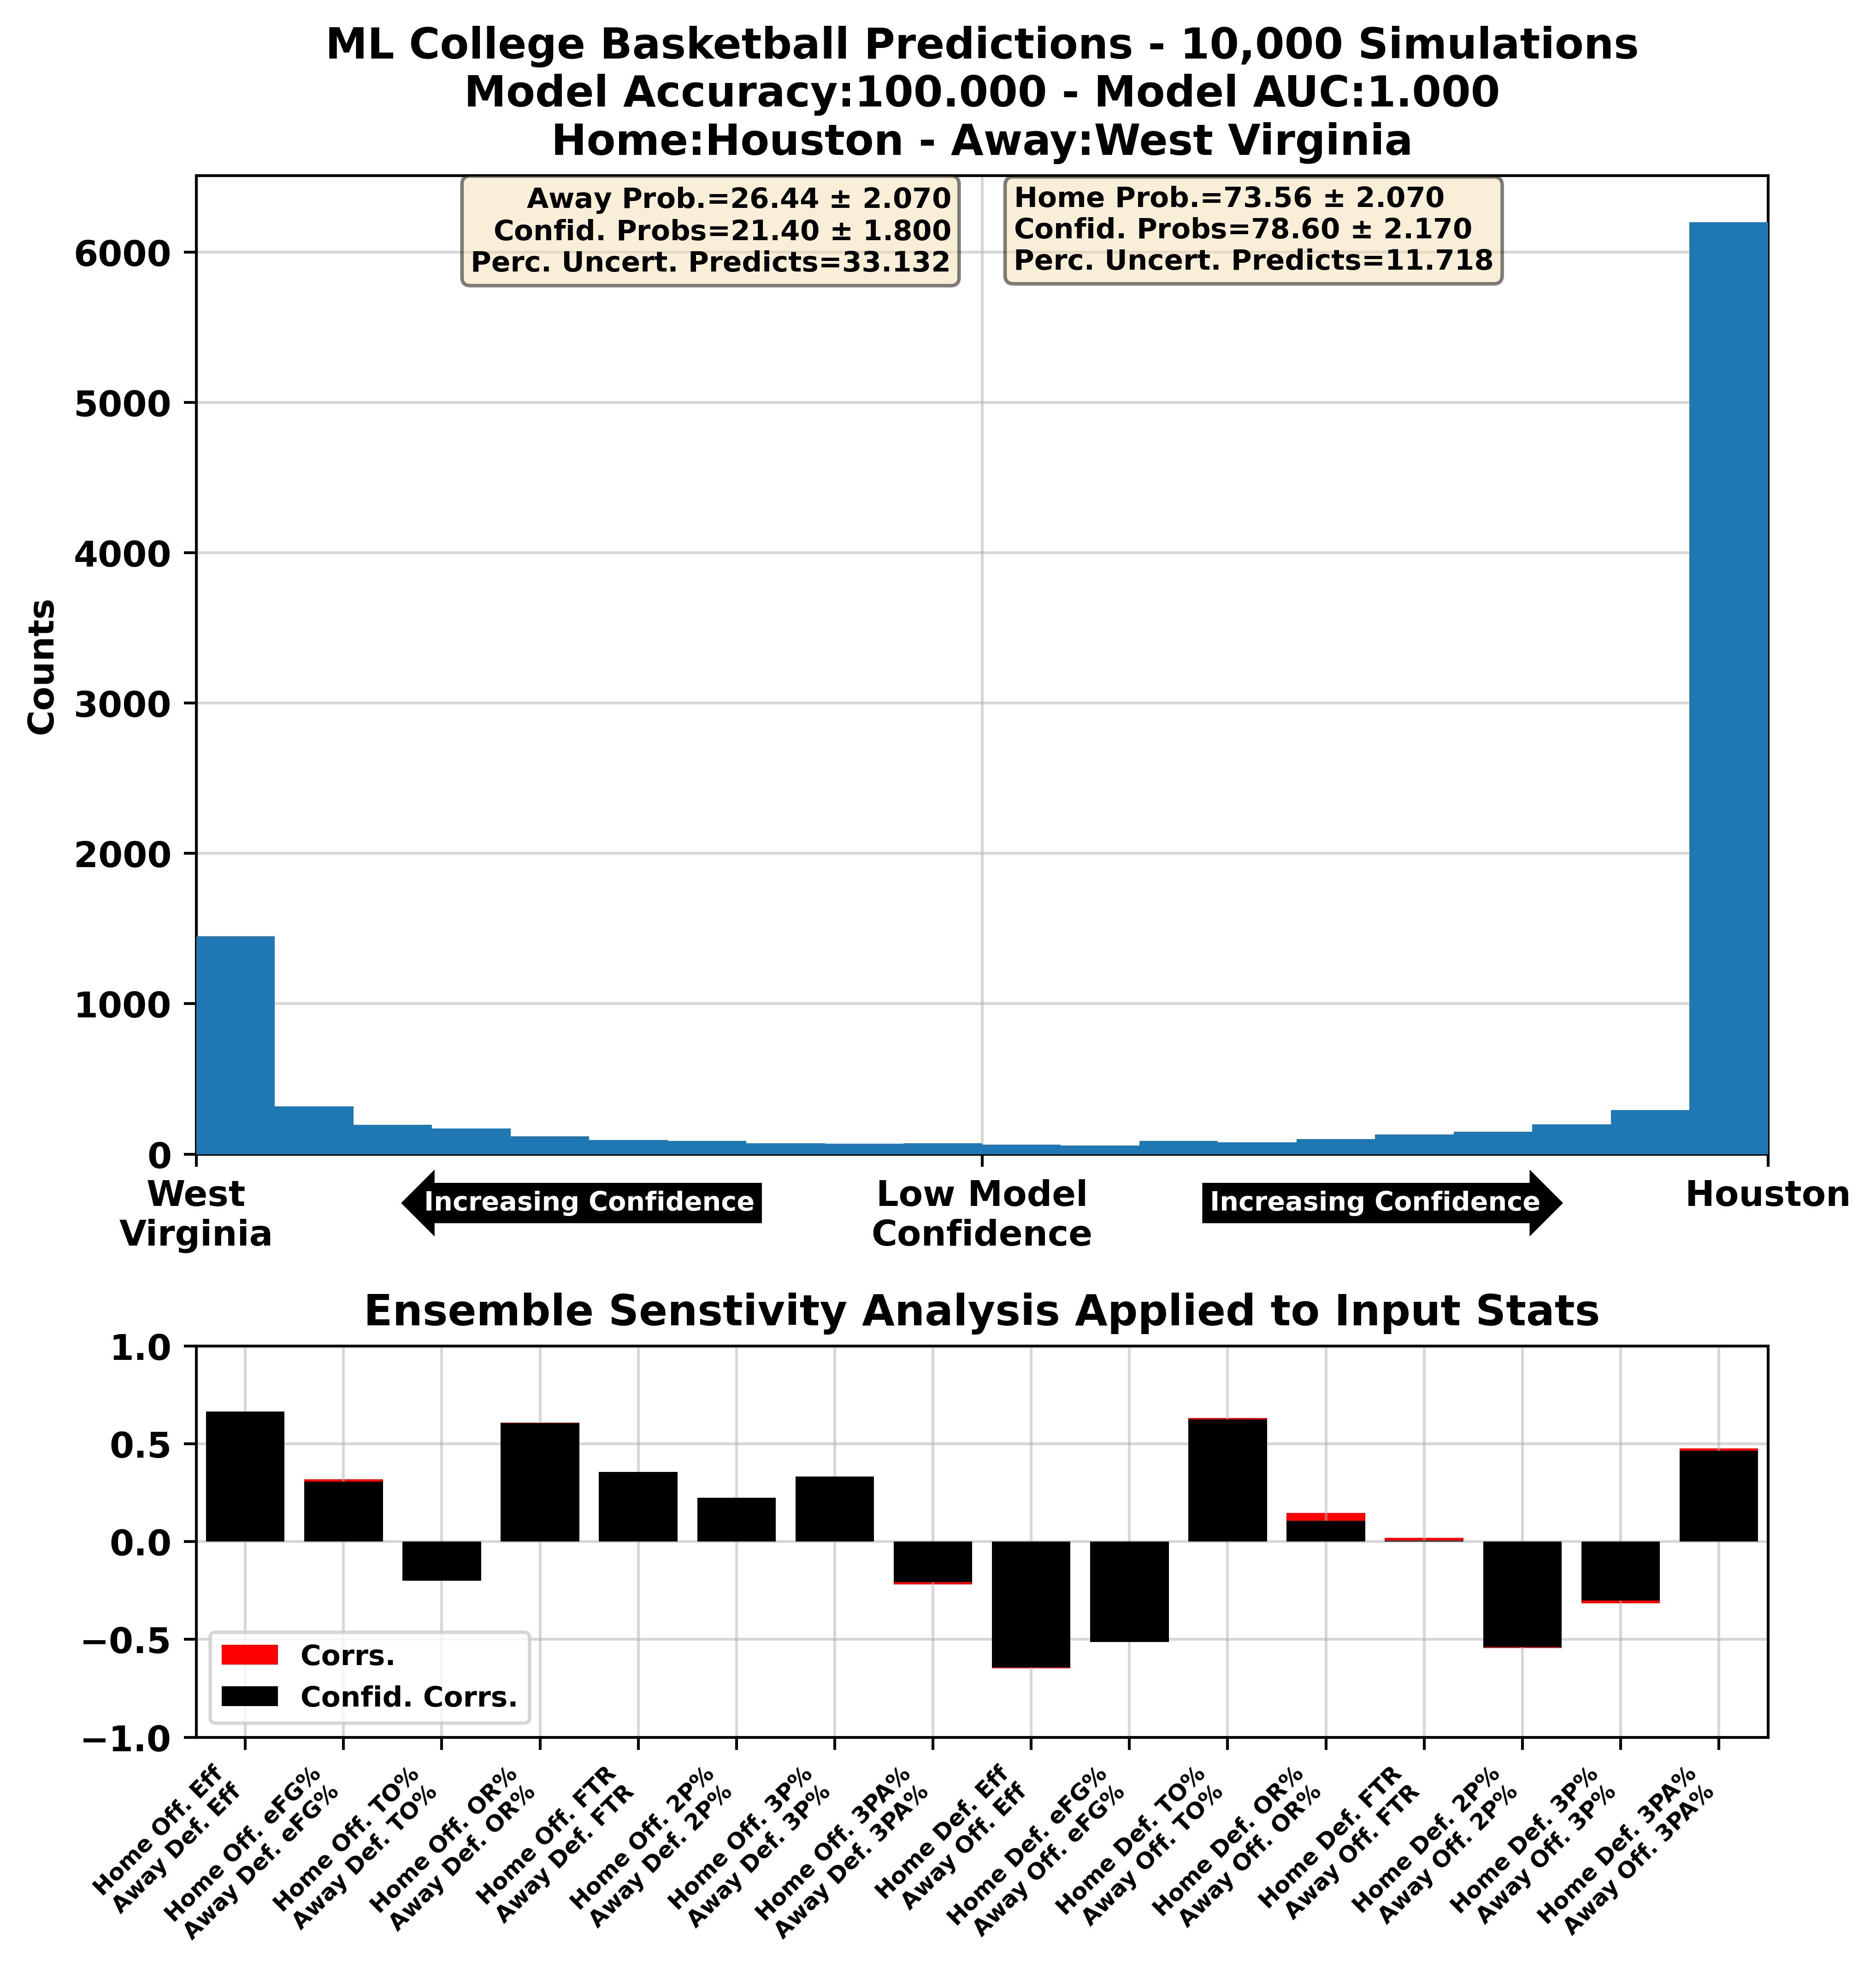 ML College Basketball Predictions - 10,000 Simulations
Model Accuracy:100.000 - Model AUC:1.000
Home:Houston - Away:West Virginia
Away Prob.=26.44 ± 2.070
Confid. Probs=21.40 ± 1.800
Perc. Uncert. Predicts=33.132
Home Prob.=73.56 ± 2.070
Confid. Probs=78.60 ± 2.170
Perc. Uncert. Predicts=11.718
6000
5000
4000
3000
2000
1000
0
Counts
West
Virginia
Increasing Confidence
Low Model
Confidence
Increasing Confidence
Houston
Ensemble Senstivity Analysis Applied to Input Stats
1.0
0.5
0.0
−0.5
−1.0
Corrs.
Confid. Corrs.
Home Off. Eff
Away Def. Eff
Home Off. eFG%
Away Def. eFG%
Home Off. TO%
Away Def. TO%
Home Off. OR%
Away Def. OR%
Home Off. FTR
Away Def. FTR
Home Off. 2P%
Away Def. 2P%
Home Off. 3P%
Away Def. 3P%
Home Off. 3PA%
Away Def. 3PA%
Home Def. Eff
Away Off. Eff
Home Def. eFG%
Away Off. eFG%
Home Def. TO%
Away Off. TO%
Home Def. OR%
Away Off. OR%
Home Def. FTR
Away Off. FTR
Home Def. 2P%
Away Off. 2P%
Home Def. 3P%
Away Off. 3P%
Home Def. 3PA%
Away Off. 3PA%